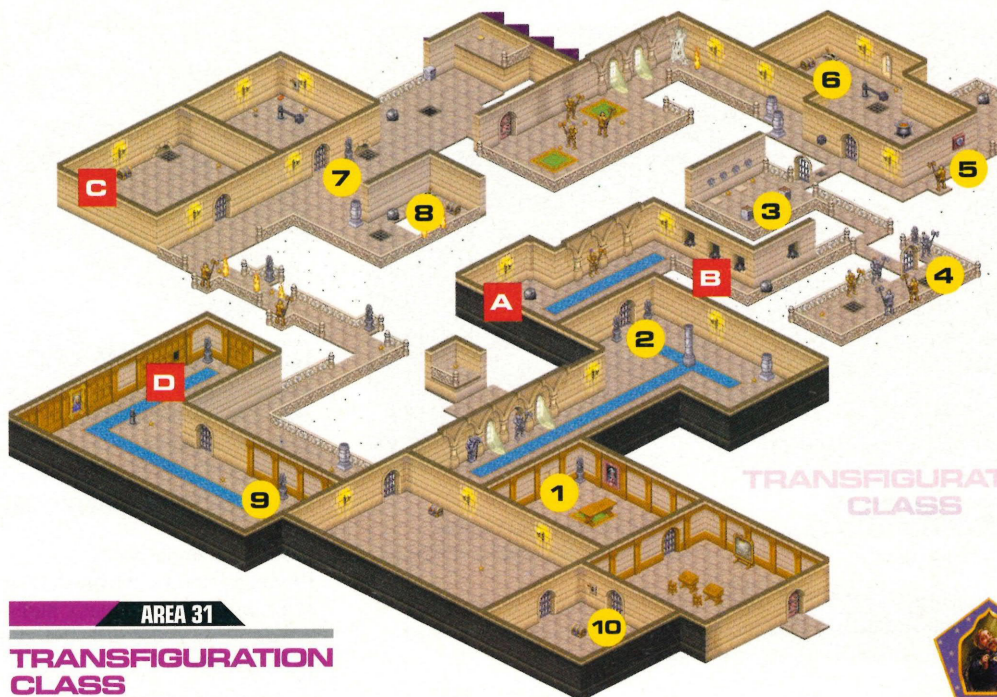 6
5
C
7
8
3
4
A
B
2
D
9
1
TRANSFIGURAT
CLASS
10
AREA 31
TRANSFIGURATION
CLASS